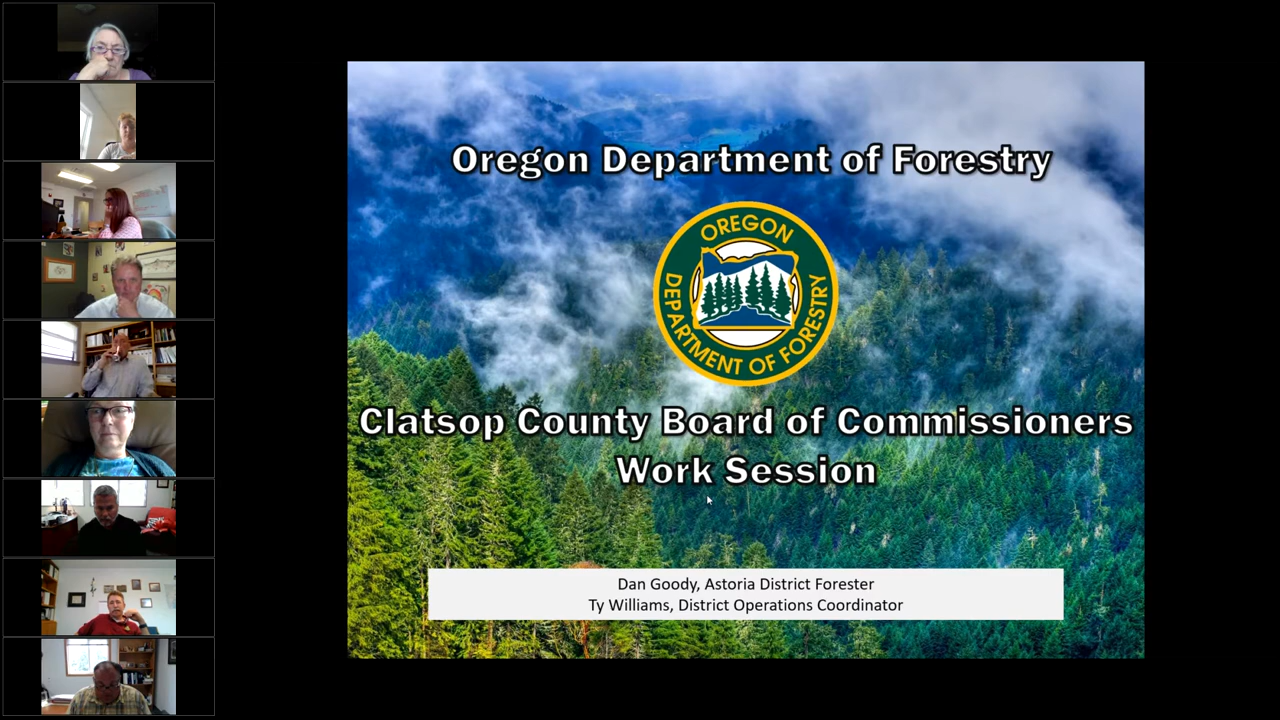 Oregon Department of Forestry
OREGON
DEPARTMENT OF FORESTRY
Clatsop County Board of Commissioners
Work Session
Dan Goody, Astoria District Forester
Ty Williams, District Operations Coordinator